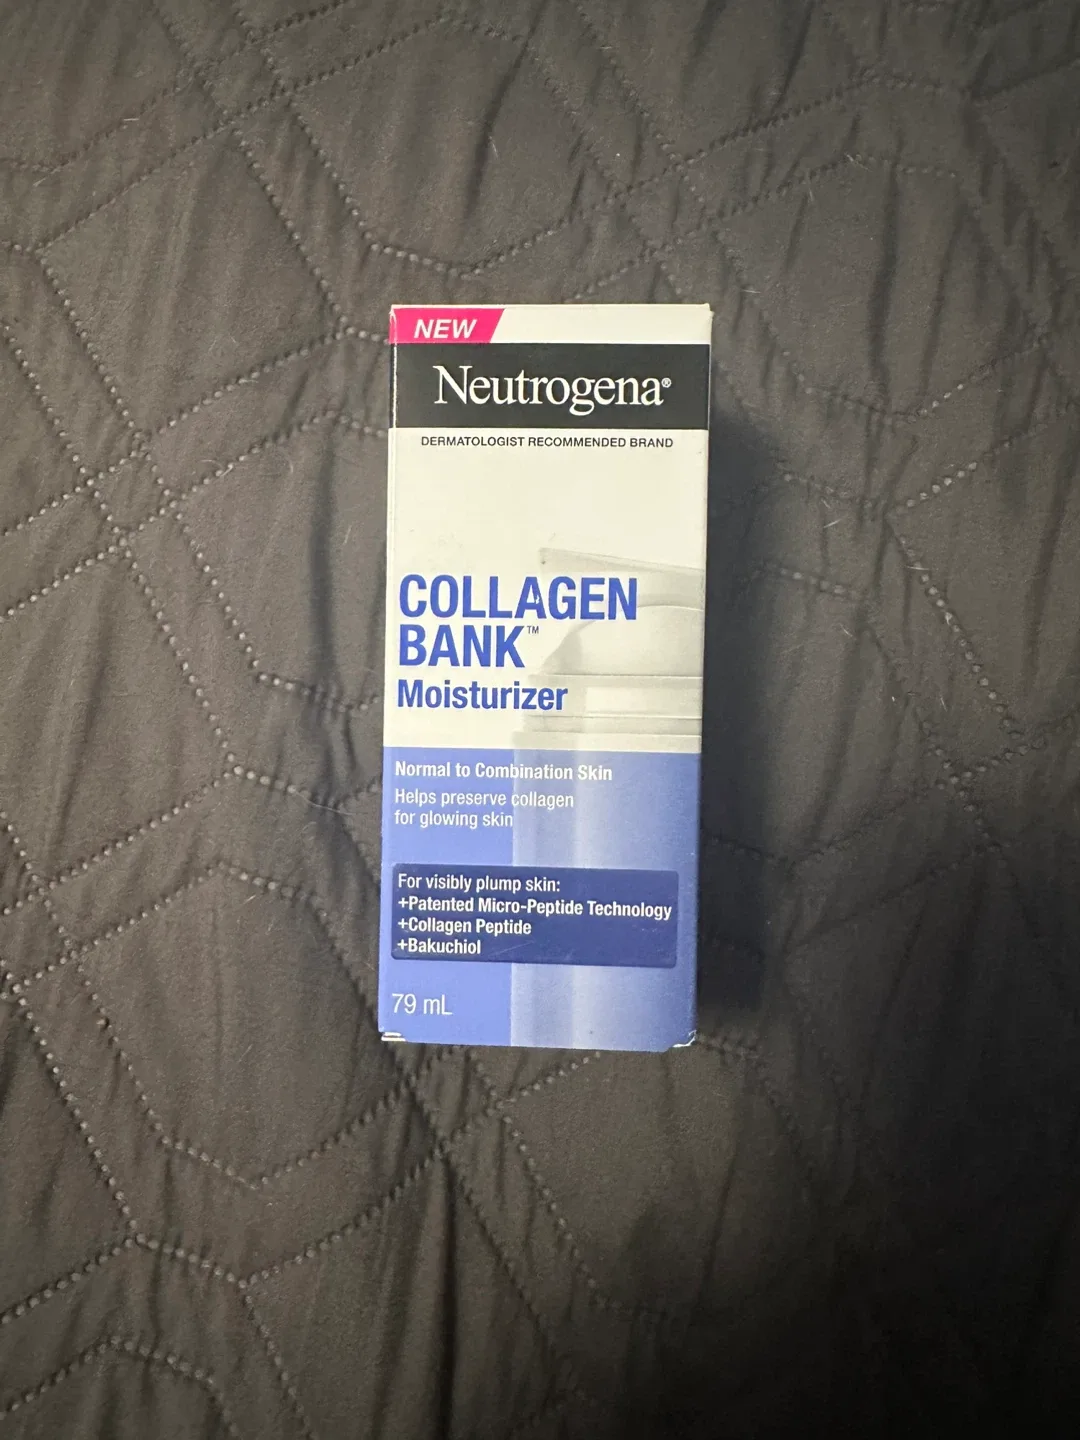 NEW
Neutrogena®
DERMATOLOGIST RECOMMENDED BRAND
COLLAGEN
BANK™
Moisturizer
Normal to Combination Skin
Helps preserve collagen
for glowing skin
For visibly plump skin:
+Patented Micro-Peptide Technology
+Collagen Peptide
+Bakuchiol
79 mL